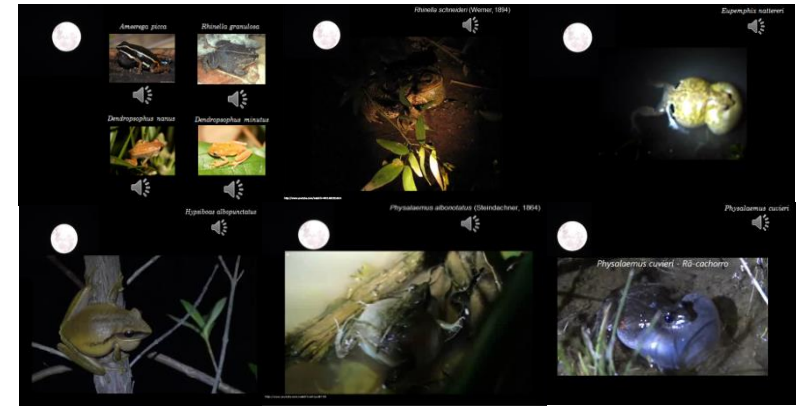 Ameerega picta
Rhinella granulosa
Dendropsophus nanus
Dendropsophus minutus
Rhinella schneideri (Werner, 1894)
Eupemphix nattereri
Hypsiboas albopunctatus
Physalaemus albonotatus (Steindachner, 1864)
Physalaemus cuvieri
Physalaemus cuvieri - Rã-cachorro